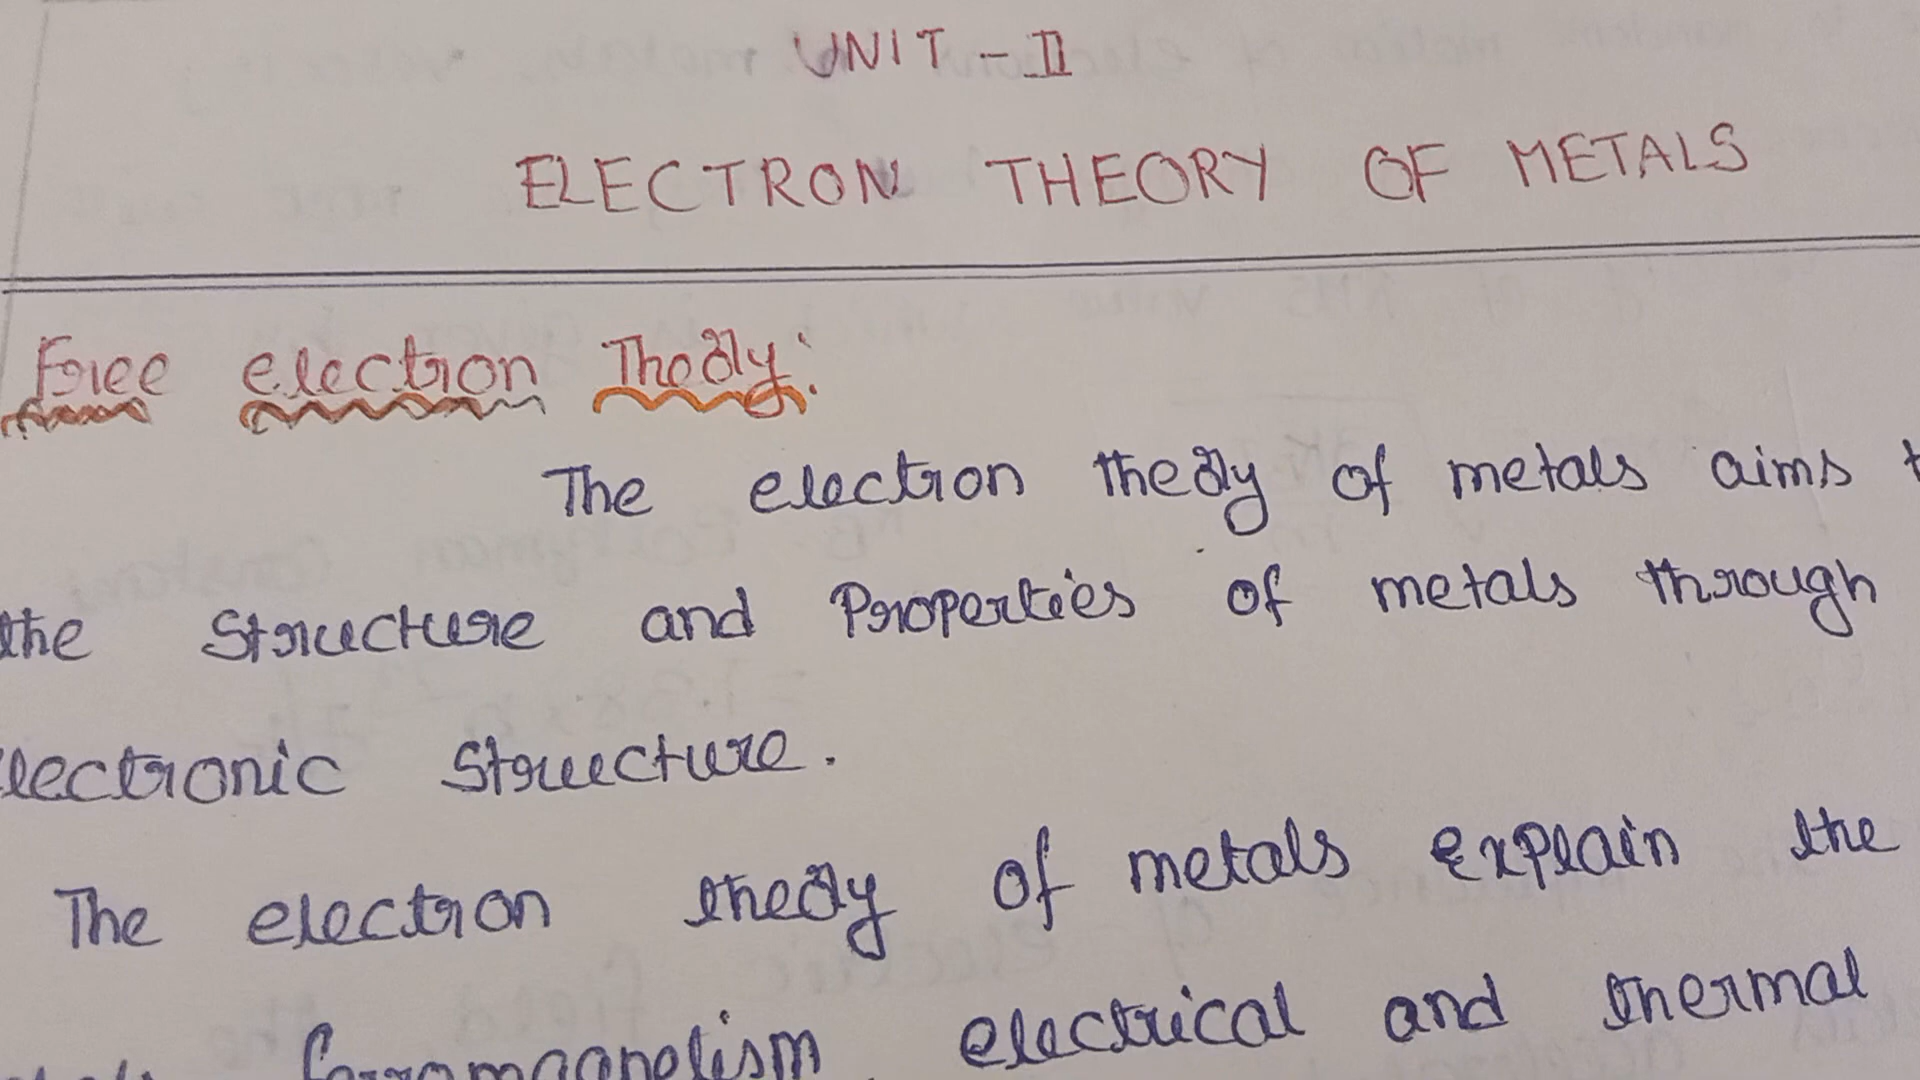 UNIT - II
ELECTRON THEORY OF METALS
Free electron Theory:
The electron theory of metals aims
the structure and Properties of metals through
lectronic structure.
The electron theory of metals explain the
ferromagnetism electrical and thermal